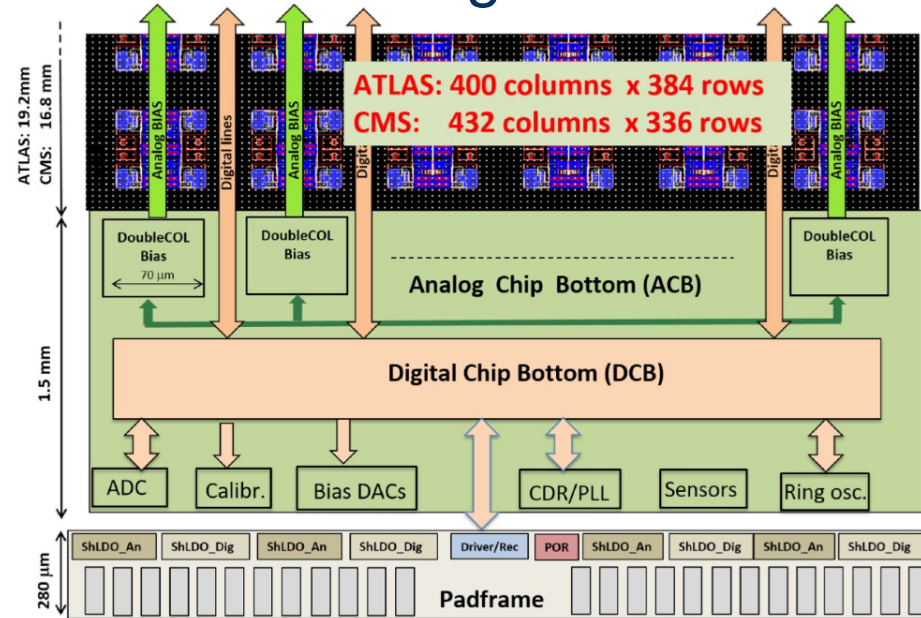 ATLAS: 19.2mm
CMS: 16.8 mm
Analog BIAS
Digital lines
Analog BIAS
Digital
Analog BIAS
ATLAS: 400 columns x 384 rows
CMS: 432 columns x 336 rows
DoubleCOL
Bias
70 µm
DoubleCOL
Bias
DoubleCOL
Bias
Analog Chip Bottom (ACB)
1.5 mm
Digital Chip Bottom (DCB)
ADC
Calibr.
Bias DACs
CDR/PLL
Sensors
Ring osc.
280 µm
ShLDO_An
ShLDO_Dig
ShLDO_An
ShLDO_Dig
Driver/Rec
POR
ShLDO_An
ShLDO_Dig
ShLDO_An
ShLDO_Dig
Padframe